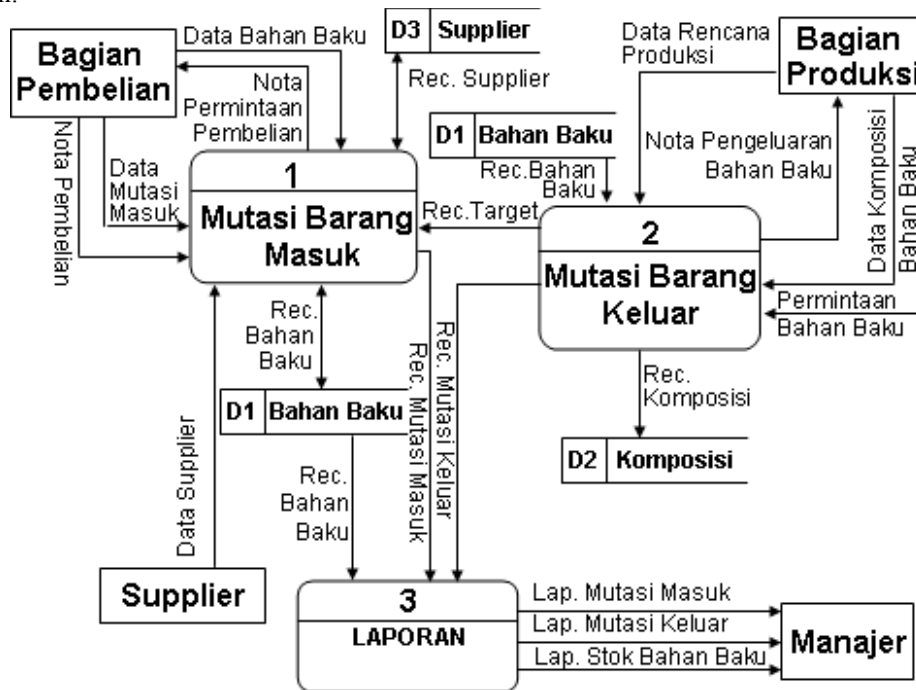 n.
Bagian
Pembelian
Data Bahan Baku
Nota
Permintaan
Pembelian
D3 Supplier
Rec. Supplier
Data Rencana
Produksi
Bagian
Produksi
D1 Bahan Baku
Rec.Bahan
Baku
Nota Pengeluaran
Bahan Baku
Nota Pembelian
Data
Mutasi
Masuk
1
Mutasi Barang
Masuk
Rec.Target
2
Mutasi Barang
Keluar
Data Komposisi
Bahan Baku
Permintaan
Bahan Baku
Rec.
Bahan
Baku
Rec. Mutasi Masuk
Rec. Mutasi Keluar
Rec.
Komposisi
D1 Bahan Baku
D2 Komposisi
Data Supplier
Rec.
Bahan
Baku
Supplier
3
LAPORAN
Lap. Mutasi Masuk
Lap. Mutasi Keluar
Lap. Stok Bahan Baku
Manajer